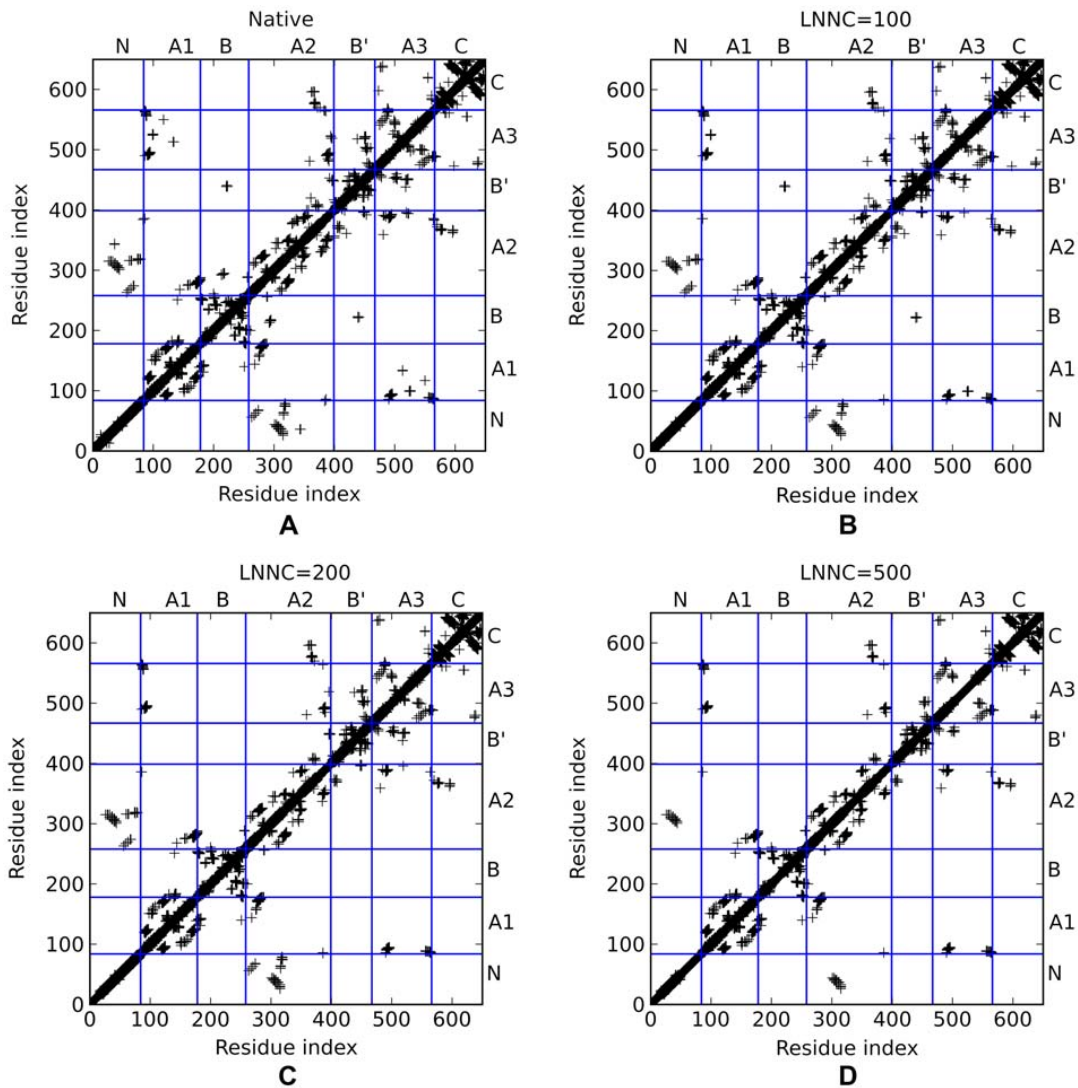 Native
N A1 B A2 B' A3 C
600
500
400
300
200
100
0
C
A3
B'
A2
B
A1
N
0 100 200 300 400 500 600
Residue index
Residue index
A
LNNC=100
N A1 B A2 B' A3 C
600
500
400
300
200
100
0
C
A3
B'
A2
B
A1
N
0 100 200 300 400 500 600
Residue index
Residue index
B
LNNC=200
N A1 B A2 B' A3 C
600
500
400
300
200
100
0
C
A3
B'
A2
B
A1
N
0 100 200 300 400 500 600
Residue index
Residue index
C
LNNC=500
N A1 B A2 B' A3 C
600
500
400
300
200
100
0
C
A3
B'
A2
B
A1
N
0 100 200 300 400 500 600
Residue index
Residue index
D